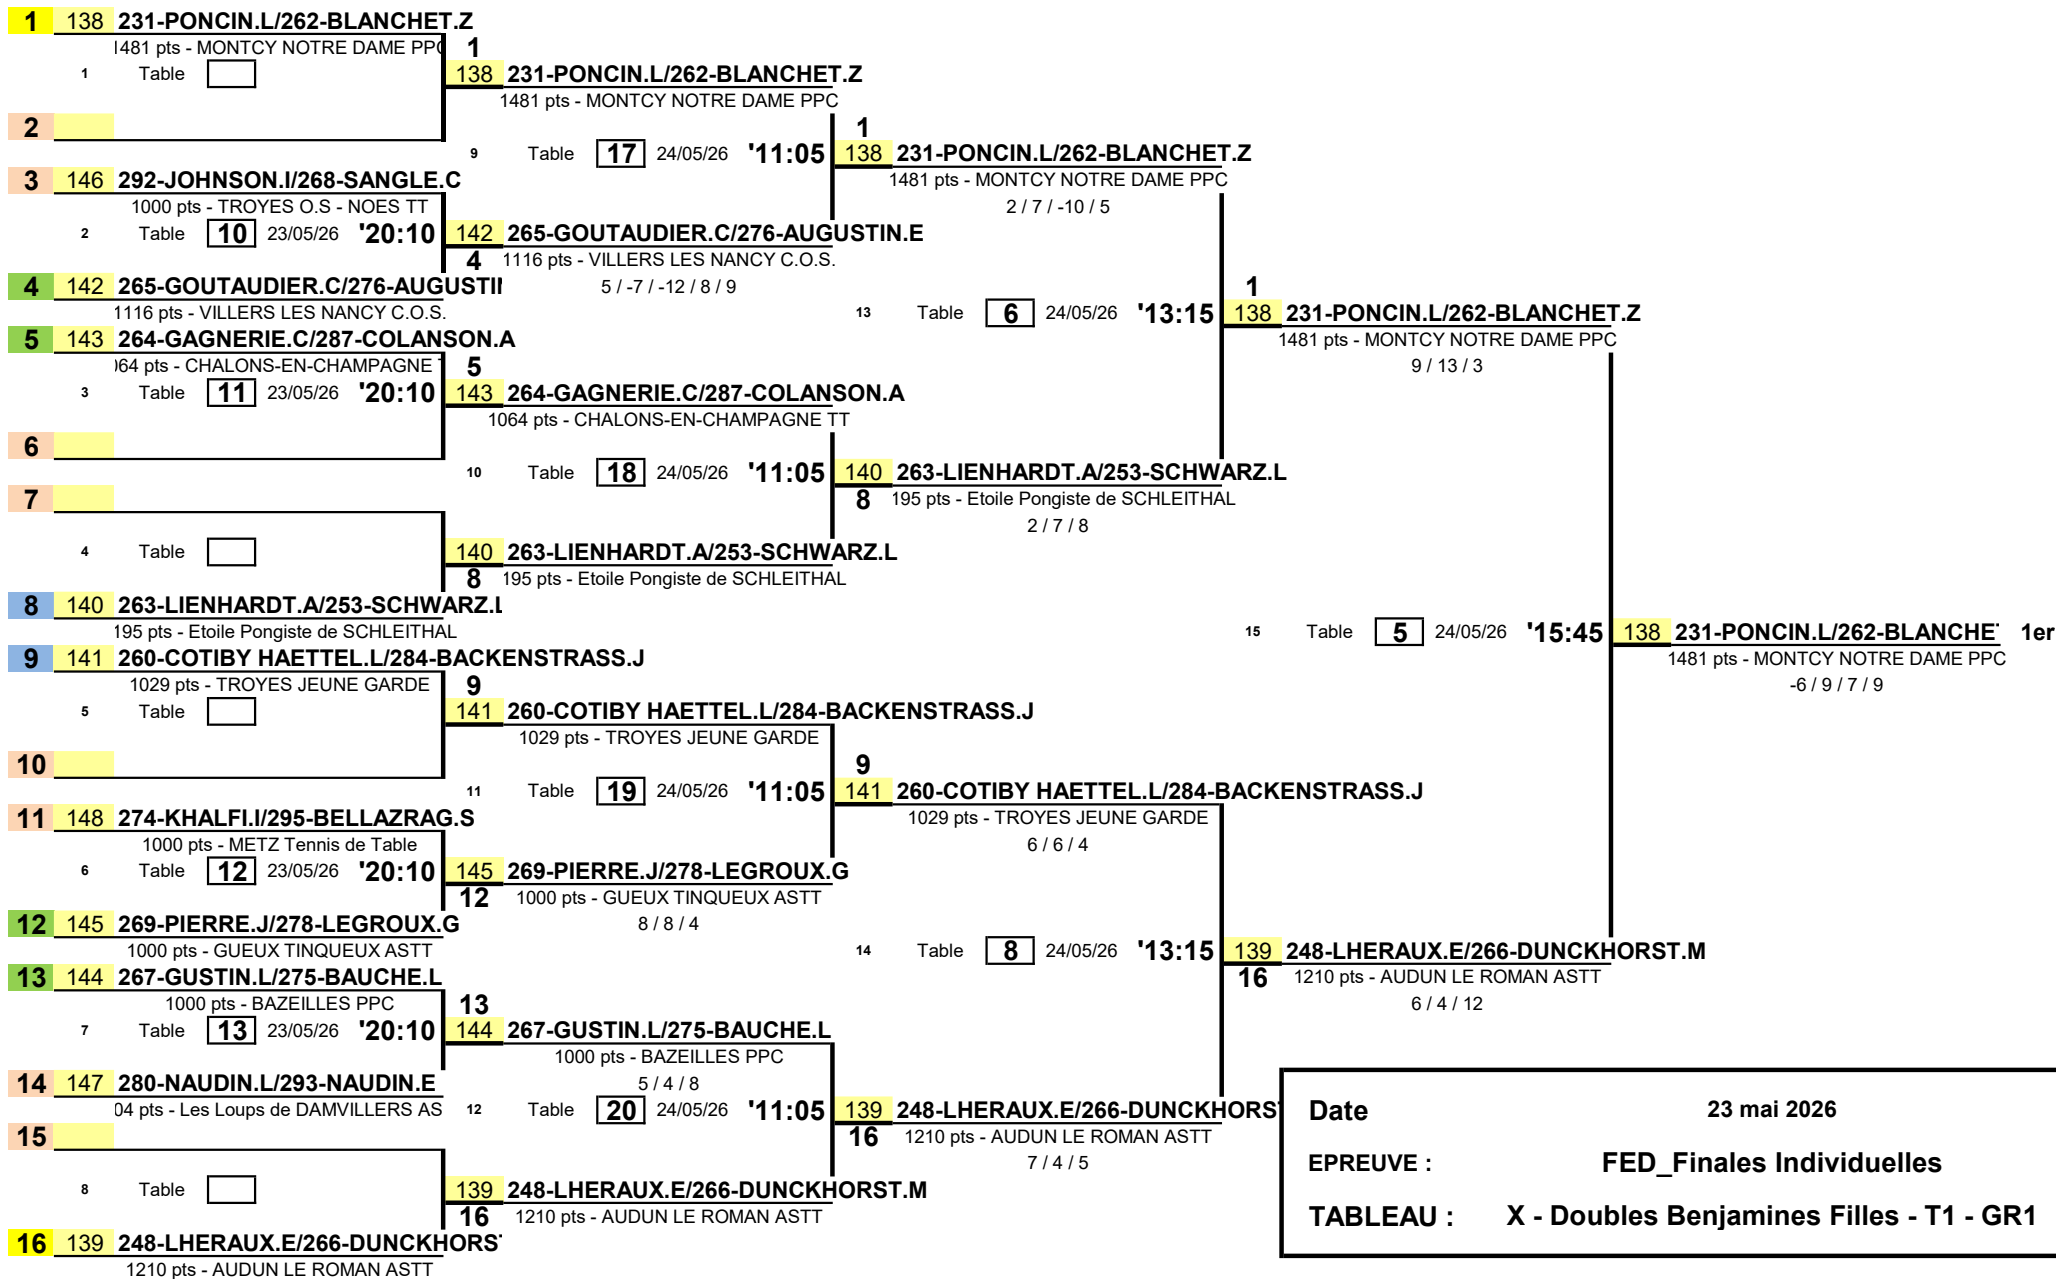 1 138 231-PONCIN.L/262-BLANCHET.Z
1481 pts - MONTCY NOTRE DAME PPC 1
1 Table 138 231-PONCIN.L/262-BLANCHET.Z
1481 pts - MONTCY NOTRE DAME PPC
2 1
9 Table 17 24/05/26 '11:05 138 231-PONCIN.L/262-BLANCHET.Z
3 146 292-JOHNSON.I/268-SANGLE.C 1481 pts - MONTCY NOTRE DAME PPC
1000 pts - TROYES O.S - NOES TT 2 / 7 / -10 / 5
2 Table 10 23/05/26 '20:10 142 265-GOUTAUDIER.C/276-AUGUSTIN.E
4 1116 pts - VILLERS LES NANCY C.O.S.
4 142 265-GOUTAUDIER.C/276-AUGUSTII 5 / -7 / -12 / 8 / 9 1
1116 pts - VILLERS LES NANCY C.O.S. 13 Table 6 24/05/26 '13:15 138 231-PONCIN.L/262-BLANCHET.Z
5 143 264-GAGNERIE.C/287-COLANSON.A 1481 pts - MONTCY NOTRE DAME PPC
064 pts - CHALONS-EN-CHAMPAGNE 5 9 / 13 / 3
3 Table 11 23/05/26 '20:10 143 264-GAGNERIE.C/287-COLANSON.A
1064 pts - CHALONS-EN-CHAMPAGNE TT
6
10 Table 18 24/05/26 '11:05 140 263-LIENHARDT.A/253-SCHWARZ.L
7 8 195 pts - Etoile Pongiste de SCHLEITHAL
2 / 7 / 8
4 Table 140 263-LIENHARDT.A/253-SCHWARZ.L
8 195 pts - Etoile Pongiste de SCHLEITHAL
8 140 263-LIENHARDT.A/253-SCHWARZ.L
195 pts - Etoile Pongiste de SCHLEITHAL 15 Table 5 24/05/26 '15:45 138 231-PONCIN.L/262-BLANCHE 1er
9 141 260-COTIBY HAETTEL.L/284-BACKENSTRASS.J 1481 pts - MONTCY NOTRE DAME PPC
1029 pts - TROYES JEUNE GARDE 9 -6 / 9 / 7 / 9
5 Table 141 260-COTIBY HAETTEL.L/284-BACKENSTRASS.J
1029 pts - TROYES JEUNE GARDE
10 9
11 Table 19 24/05/26 '11:05 141 260-COTIBY HAETTEL.L/284-BACKENSTRASS.J
11 148 274-KHALFI.I/295-BELLAZRAG.S 1029 pts - TROYES JEUNE GARDE
1000 pts - METZ Tennis de Table 6 / 6 / 4
6 Table 12 23/05/26 '20:10 145 269-PIERRE.J/278-LEGROUX.G
12 1000 pts - GUEUX TINQUEUX ASTT
12 145 269-PIERRE.J/278-LEGROUX.G 8 / 8 / 4
1000 pts - GUEUX TINQUEUX ASTT 14 Table 8 24/05/26 '13:15 139 248-LHERAUX.E/266-DUNCKHORST.M
13 144 267-GUSTIN.L/275-BAUCHE.L 16 1210 pts - AUDUN LE ROMAN ASTT
1000 pts - BAZEILLES PPC 13 6 / 4 / 12
7 Table 13 23/05/26 '20:10 144 267-GUSTIN.L/275-BAUCHE.L
1000 pts - BAZEILLES PPC
14 147 280-NAUDIN.L/293-NAUDIN.E 5 / 4 / 8
04 pts - Les Loups de DAMVILLERS AS 12 Table 20 24/05/26 '11:05 139 248-LHERAUX.E/266-DUNCKHORST
15 16 1210 pts - AUDUN LE ROMAN ASTT
7 / 4 / 5
8 Table 139 248-LHERAUX.E/266-DUNCKHORST.M
16 1210 pts - AUDUN LE ROMAN ASTT
16 139 248-LHERAUX.E/266-DUNCKHORS
1210 pts - AUDUN LE ROMAN ASTT
Date 23 mai 2026
EPREUVE : FED_Finales Individuelles
TABLEAU : X - Doubles Benjamines Filles - T1 - GR1